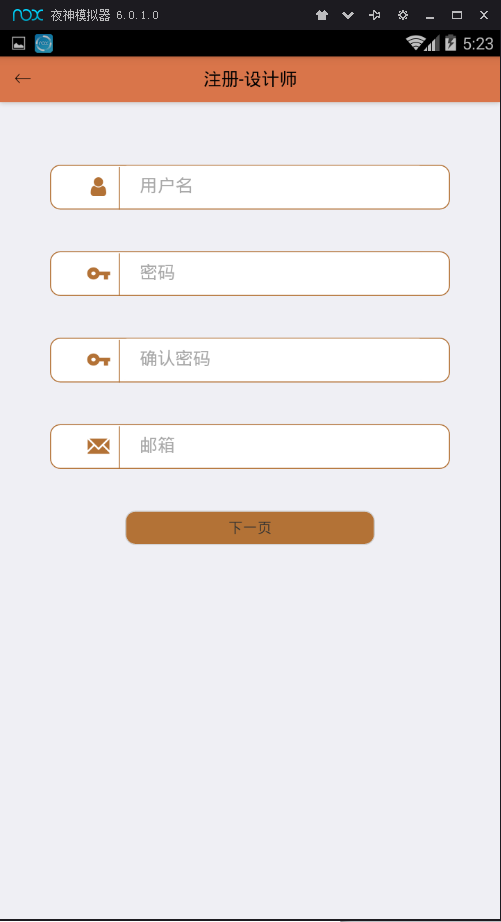 nox 夜神模拟器 6.0.1.0
5:23
注册-设计师
用户名
密码
确认密码
邮箱
下一页